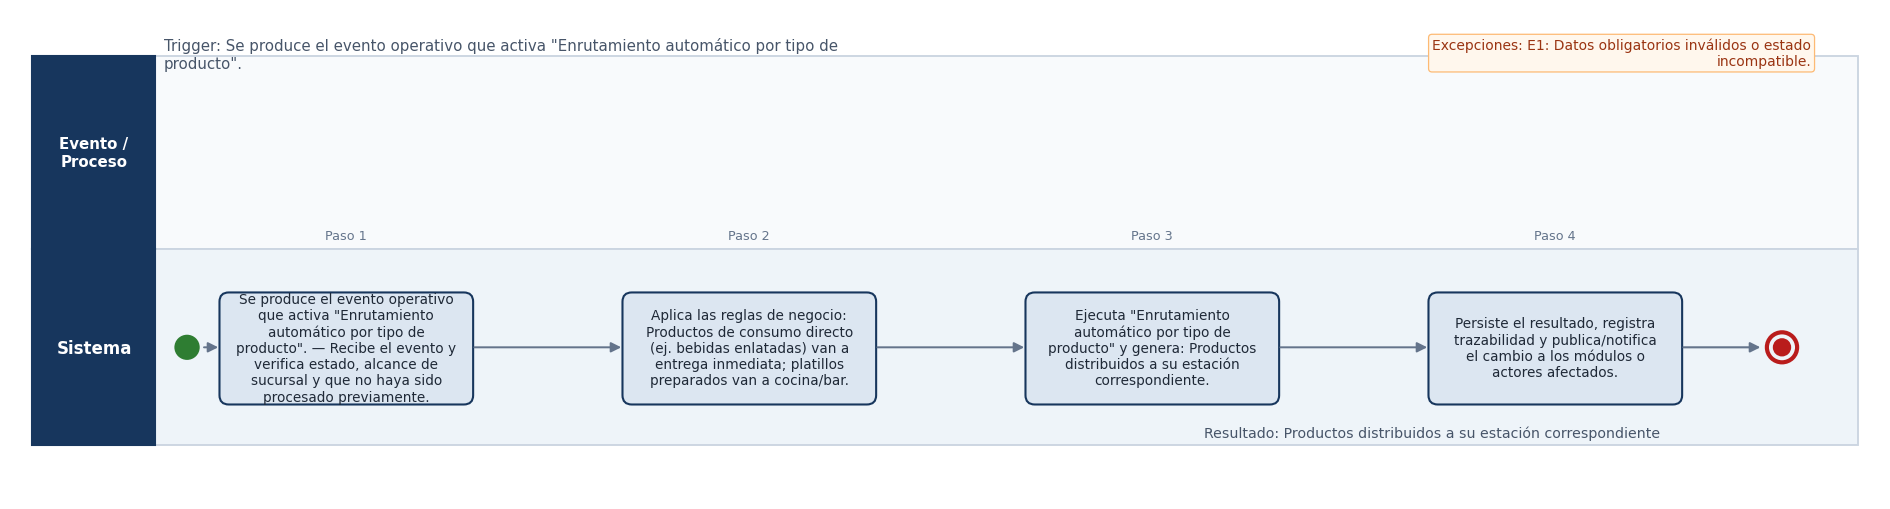 Trigger: Se produce el evento operativo que activa "Enrutamiento automático por tipo de
producto".
Excepciones: E1: Datos obligatorios inválidos o estado
incompatible.
Evento /
Proceso
Paso 1
Paso 2
Paso 3
Paso 4
Sistema
Se produce el evento operativo
que activa "Enrutamiento
automático por tipo de
producto". — Recibe el evento y
verifica estado, alcance de
sucursal y que no haya sido
procesado previamente.
Aplica las reglas de negocio:
Productos de consumo directo
(ej. bebidas enlatadas) van a
entrega inmediata; platillos
preparados van a cocina/bar.
Ejecuta "Enrutamiento
automático por tipo de
producto" y genera: Productos
distribuidos a su estación
correspondiente.
Persiste el resultado, registra
trazabilidad y publica/notifica
el cambio a los módulos o
actores afectados.
Resultado: Productos distribuidos a su estación correspondiente